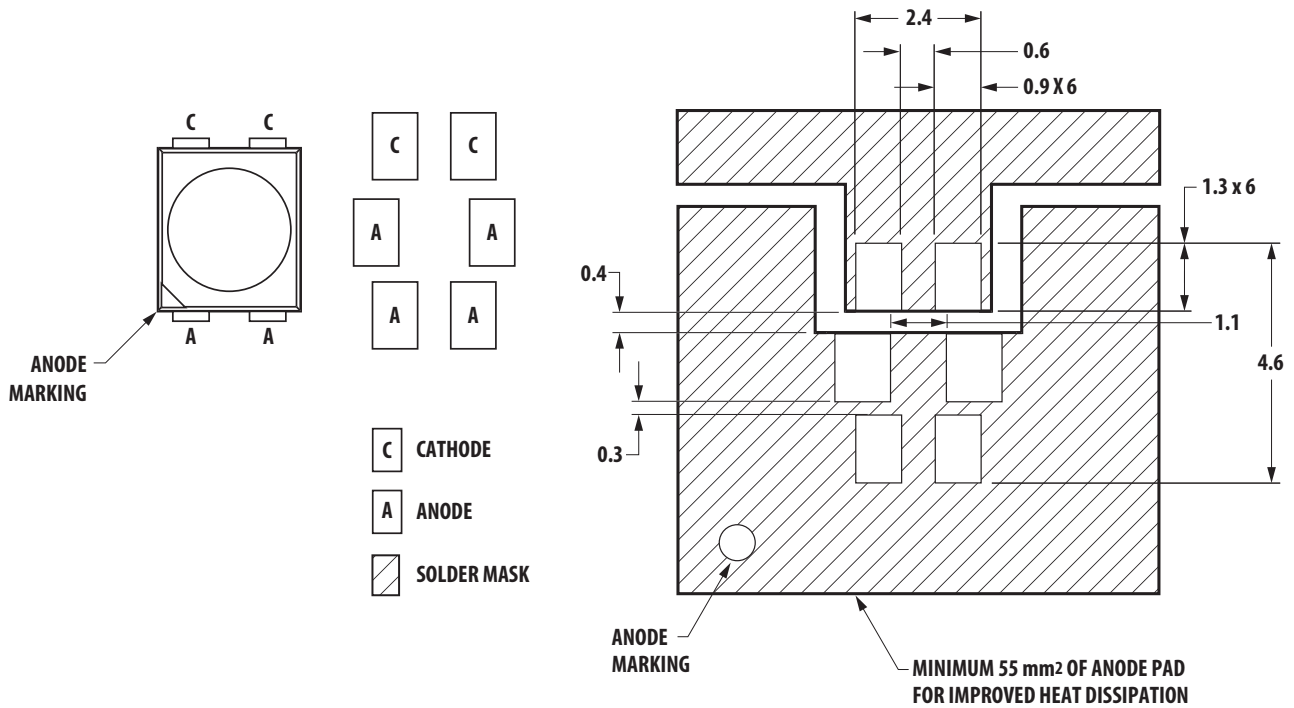 2.4
0.6
0.9 X 6
C C
C C
1.3 x 6
A A
0.4
A A
1.1
A A
4.6
ANODE
MARKING
C CATHODE
0.3
A ANODE
SOLDER MASK
ANODE
MARKING
MINIMUM 55 mm2 OF ANODE PAD
FOR IMPROVED HEAT DISSIPATION